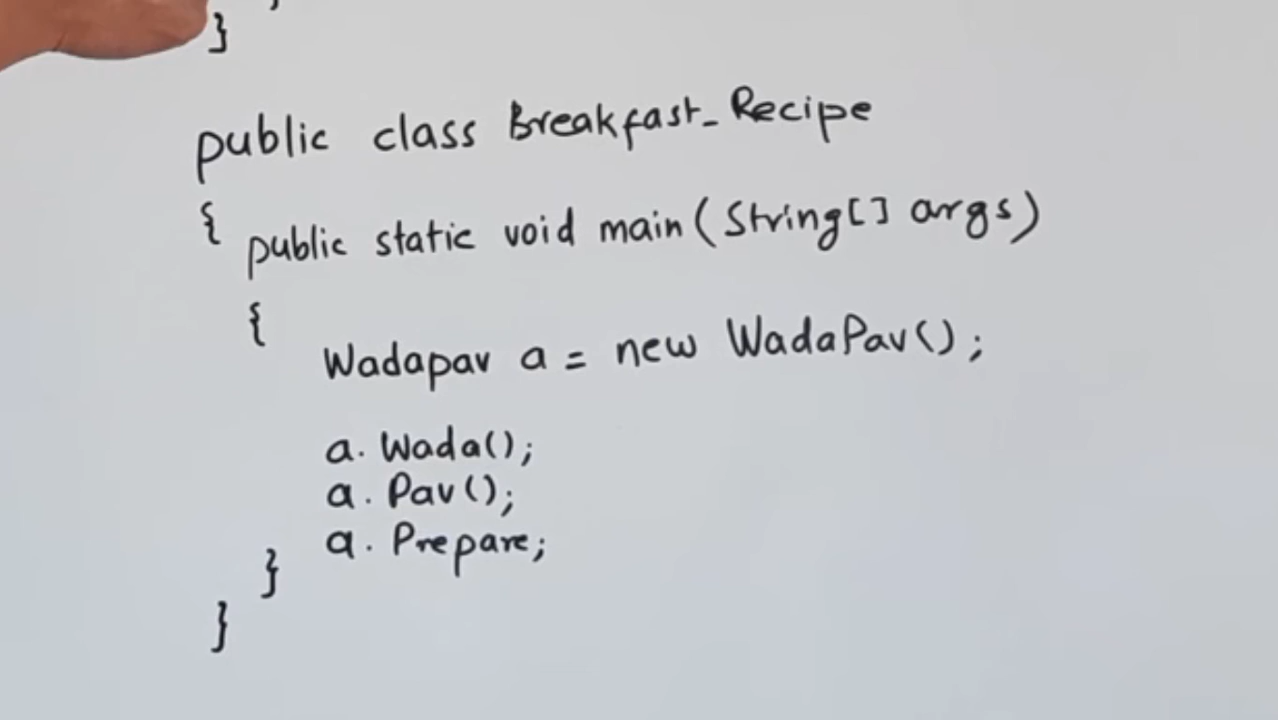 }
public class Breakfast_Recipe
{ public static void main(String[] args)
{
Wadapav a = new WadaPav();
a. Wada();
a. Pav();
a. Prepare;
}
}